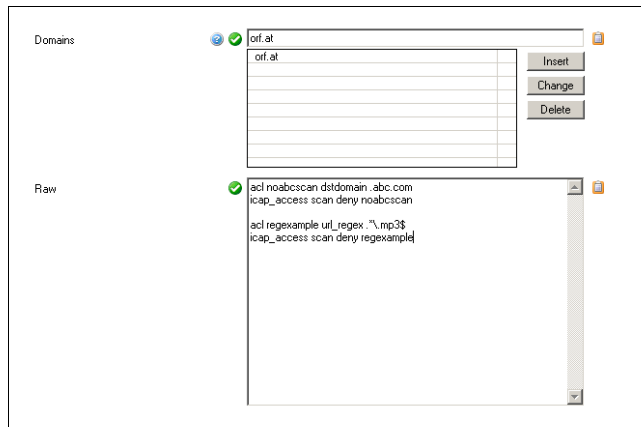 Domains
orf.at
orf.at
Insert
Change
Delete
Raw
acl noabcscan dstdomain .abc.com
icap_access scan deny noabcscan
acl regexample url_regex .*\.mp3$
icap_access scan deny regexample